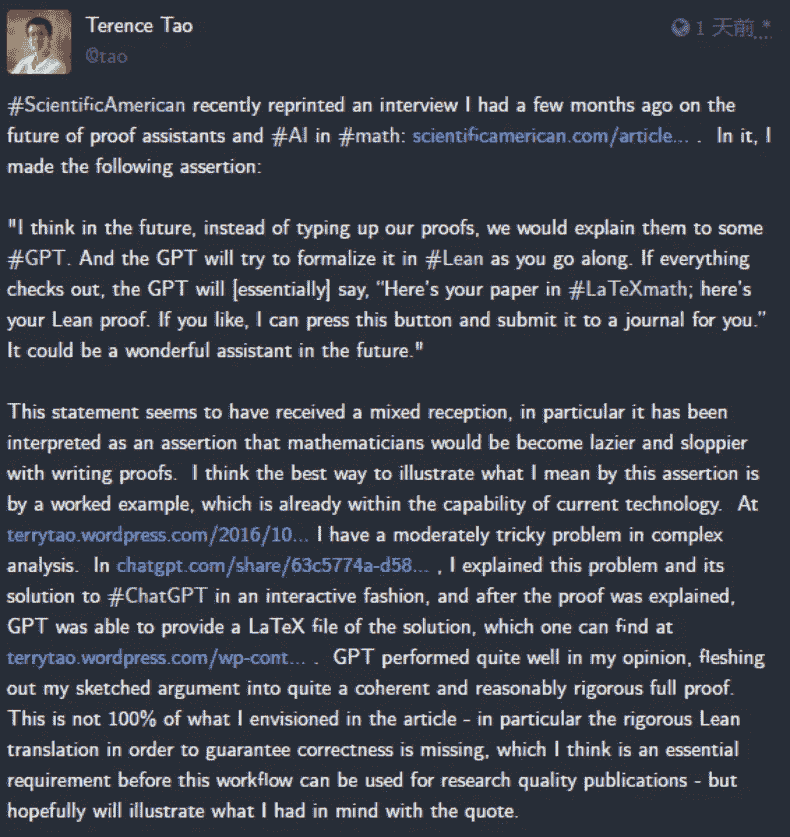 Terence Tao
1 天前 *
@tao
#ScientificAmerican recently reprinted an interview I had a few months ago on the
future of proof assistants and #AI in #math: scientificamerican.com/article... . In it, I
made the following assertion:
"I think in the future, instead of typing up our proofs, we would explain them to some
#GPT. And the GPT will try to formalize it in #Lean as you go along. If everything
checks out, the GPT will [essentially] say, “Here’s your paper in #LaTeXmath; here’s
your Lean proof. If you like, I can press this button and submit it to a journal for you.”
It could be a wonderful assistant in the future."
This statement seems to have received a mixed reception, in particular it has been
interpreted as an assertion that mathematicians would be become lazier and sloppier
with writing proofs. I think the best way to illustrate what I mean by this assertion is
by a worked example, which is already within the capability of current technology. At
terrytao.wordpress.com/2016/10... I have a moderately tricky problem in complex
analysis. In chatgpt.com/share/63c5774a-d58... , I explained this problem and its
solution to #ChatGPT in an interactive fashion, and after the proof was explained,
GPT was able to provide a LaTeX file of the solution, which one can find at
terrytao.wordpress.com/wp-cont... . GPT performed quite well in my opinion, fleshing
out my sketched argument into quite a coherent and reasonably rigorous full proof.
This is not 100% of what I envisioned in the article - in particular the rigorous Lean
translation in order to guarantee correctness is missing, which I think is an essential
requirement before this workflow can be used for research quality publications - but
hopefully will illustrate what I had in mind with the quote.